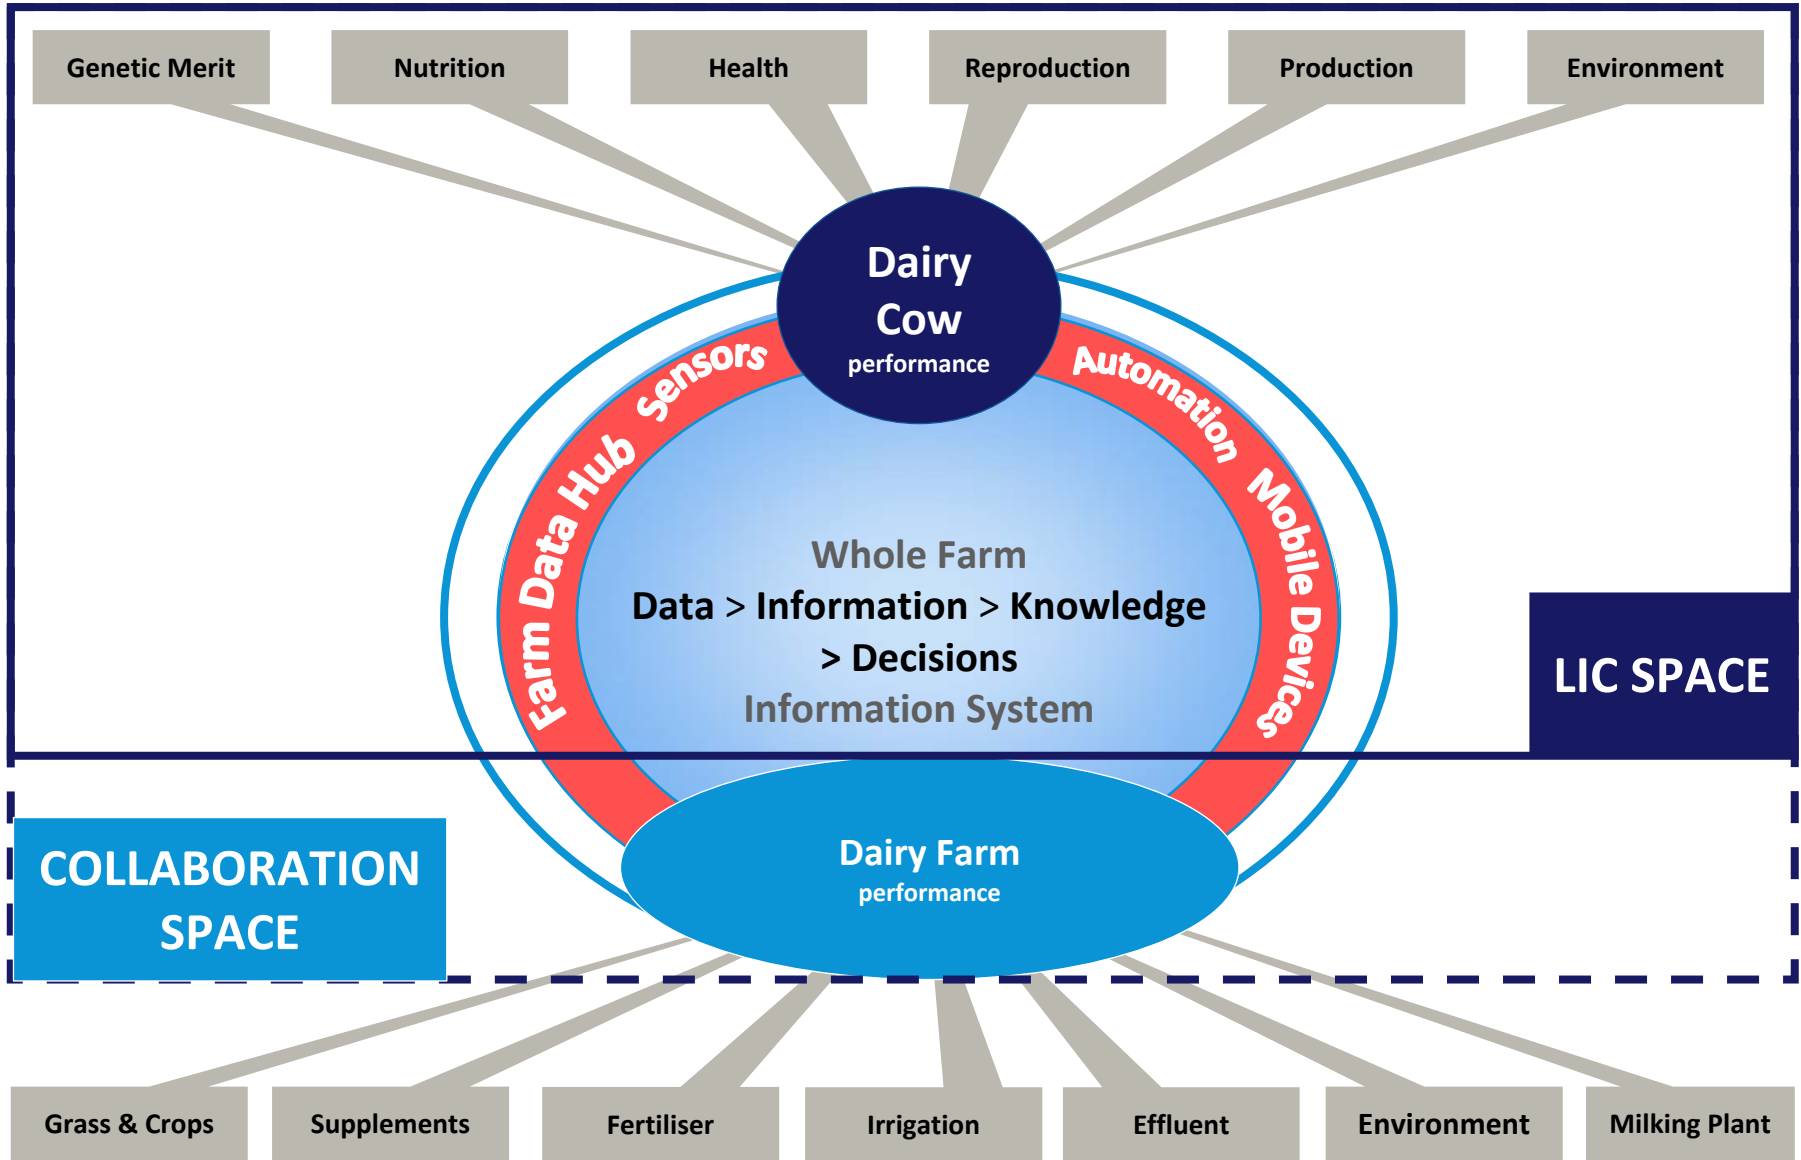 Genetic Merit
Nutrition
Health
Reproduction
Production
Environment
Dairy
Cow
performance
Farm Data Hub Sensors
Automation Mobile Devices
Whole Farm
Data > Information > Knowledge
> Decisions
Information System
LIC SPACE
COLLABORATION
SPACE
Dairy Farm
performance
Grass & Crops
Supplements
Fertiliser
Irrigation
Effluent
Environment
Milking Plant